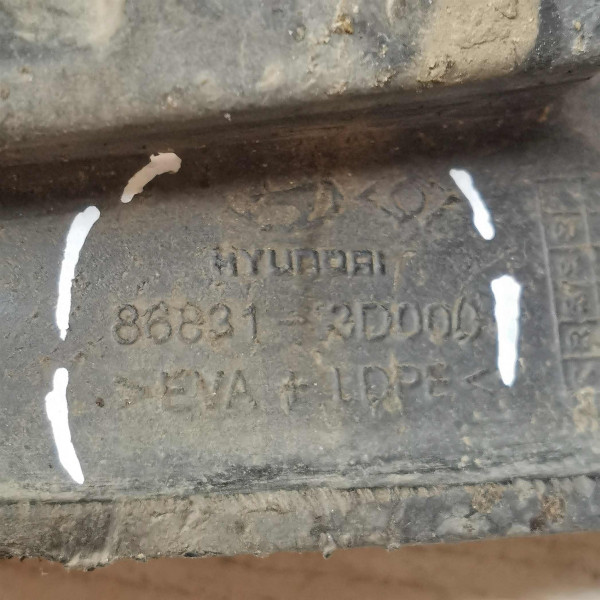 HYUNDAI
86831-3D000
>EVA + LDPE<